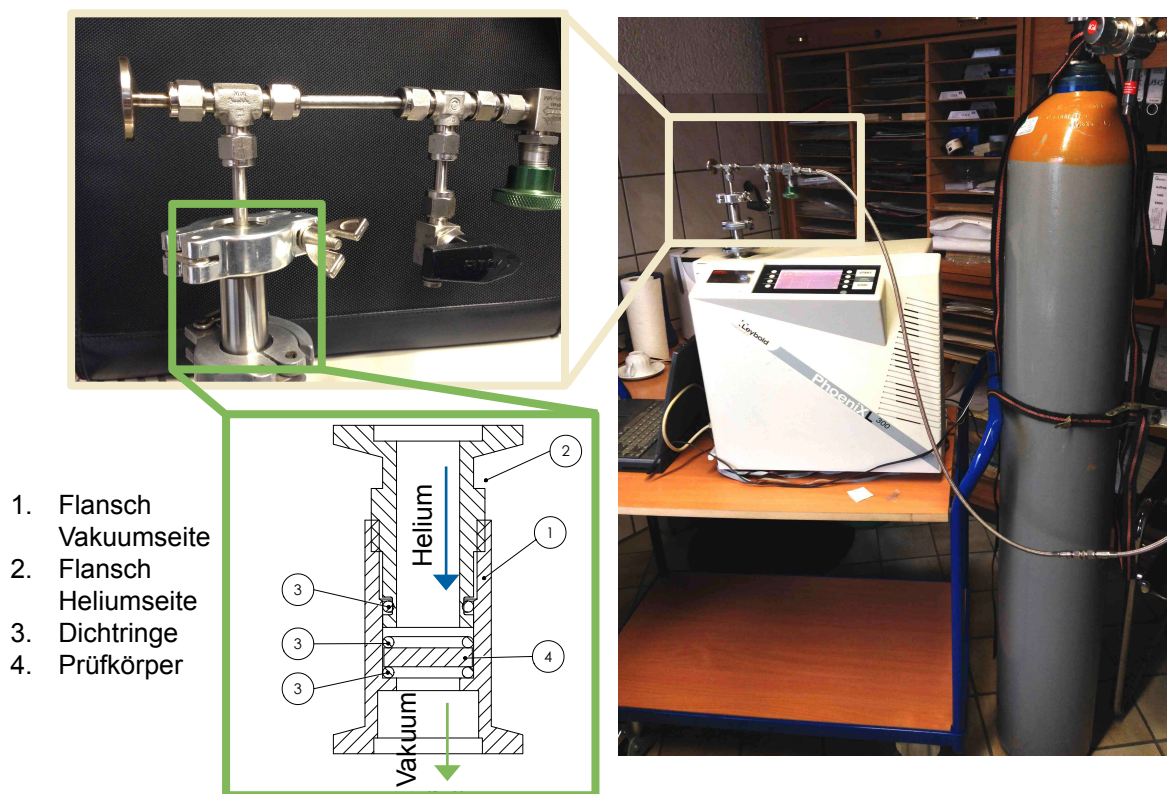 2
Helium
1
3
3
4
3
Vakuum
1. Flansch
Vakuumseite
2. Flansch
Heliumseite
3. Dichtringe
4. Prüfkörper
Leybold
PhoeniXL 300